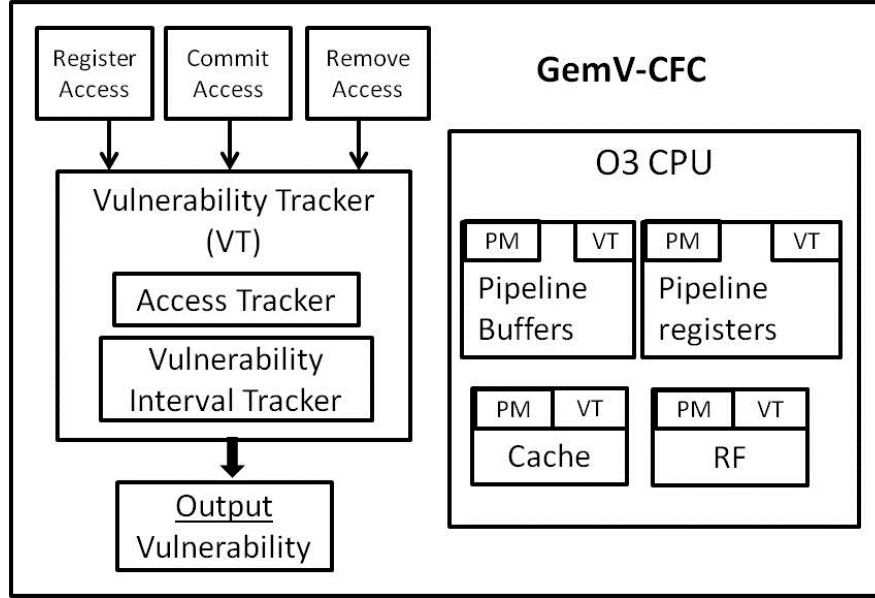 Register
Access
Commit
Access
Remove
Access
GemV-CFC
Vulnerability Tracker
(VT)
Access Tracker
Vulnerability
Interval Tracker
Output
Vulnerability
O3 CPU
PM
VT
Pipeline
Buffers
PM
VT
Pipeline
registers
PM
VT
Cache
PM
VT
RF